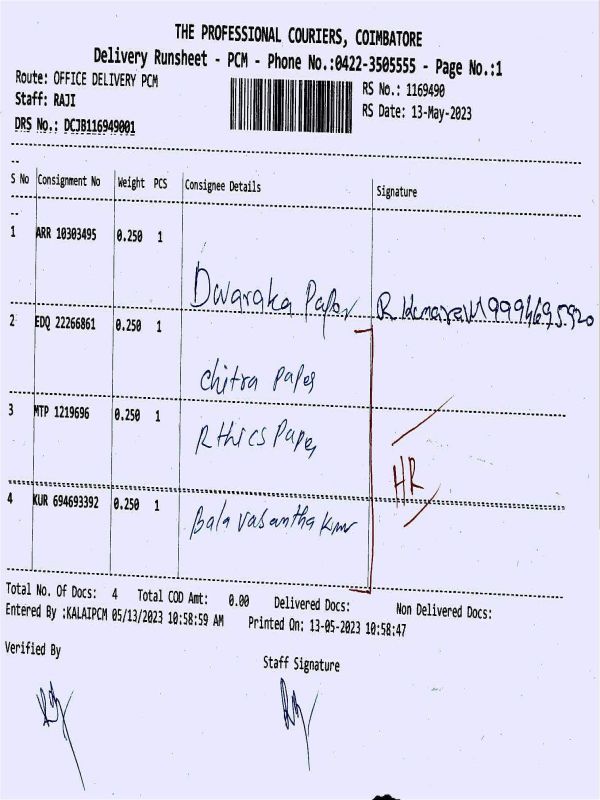 THE PROFESSIONAL COURIERS, COIMBATORE
Delivery Runsheet - PCM - Phone No.:0422-3505555 - Page No.:1
Route: OFFICE DELIVERY PCM
RS No.: 1169490
Staff: RAJI
RS Date: 13-May-2023
DRS No.: DCJB116949001
S No Consignment No Weight PCS Consignee Details Signature
1 ARR 10303495 0.250 1
Dwaraka Paper
2 EDQ 22266861 0.250 1
chitra Paper
3 MTP 1219696 0.250 1
R thics Paper
HR
4 KUR 694693392 0.250 1
Bala vasantha kumar
Total No. Of Docs: 4 Total COD Amt: 0.00 Delivered Docs: Non Delivered Docs:
Entered By :KALAIPCM 05/13/2023 10:58:59 AM Printed On: 13-05-2023 10:58:47
Verified By
Staff Signature